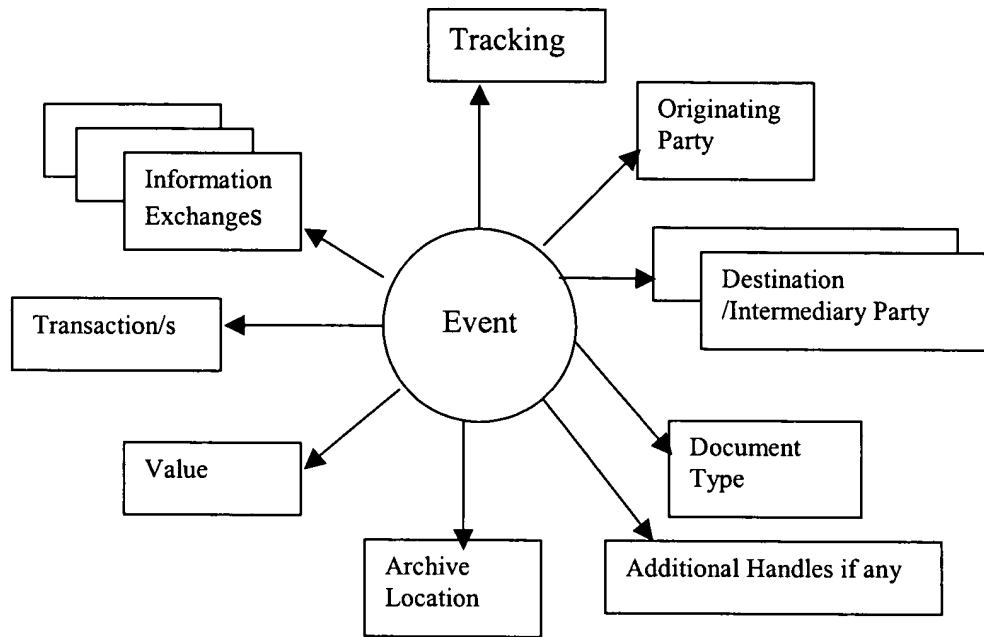 Tracking
Originating
Party
Information
Exchanges
Destination
/Intermediary Party
Transaction/s
Event
Value
Document
Type
Archive
Location
Additional Handles if any